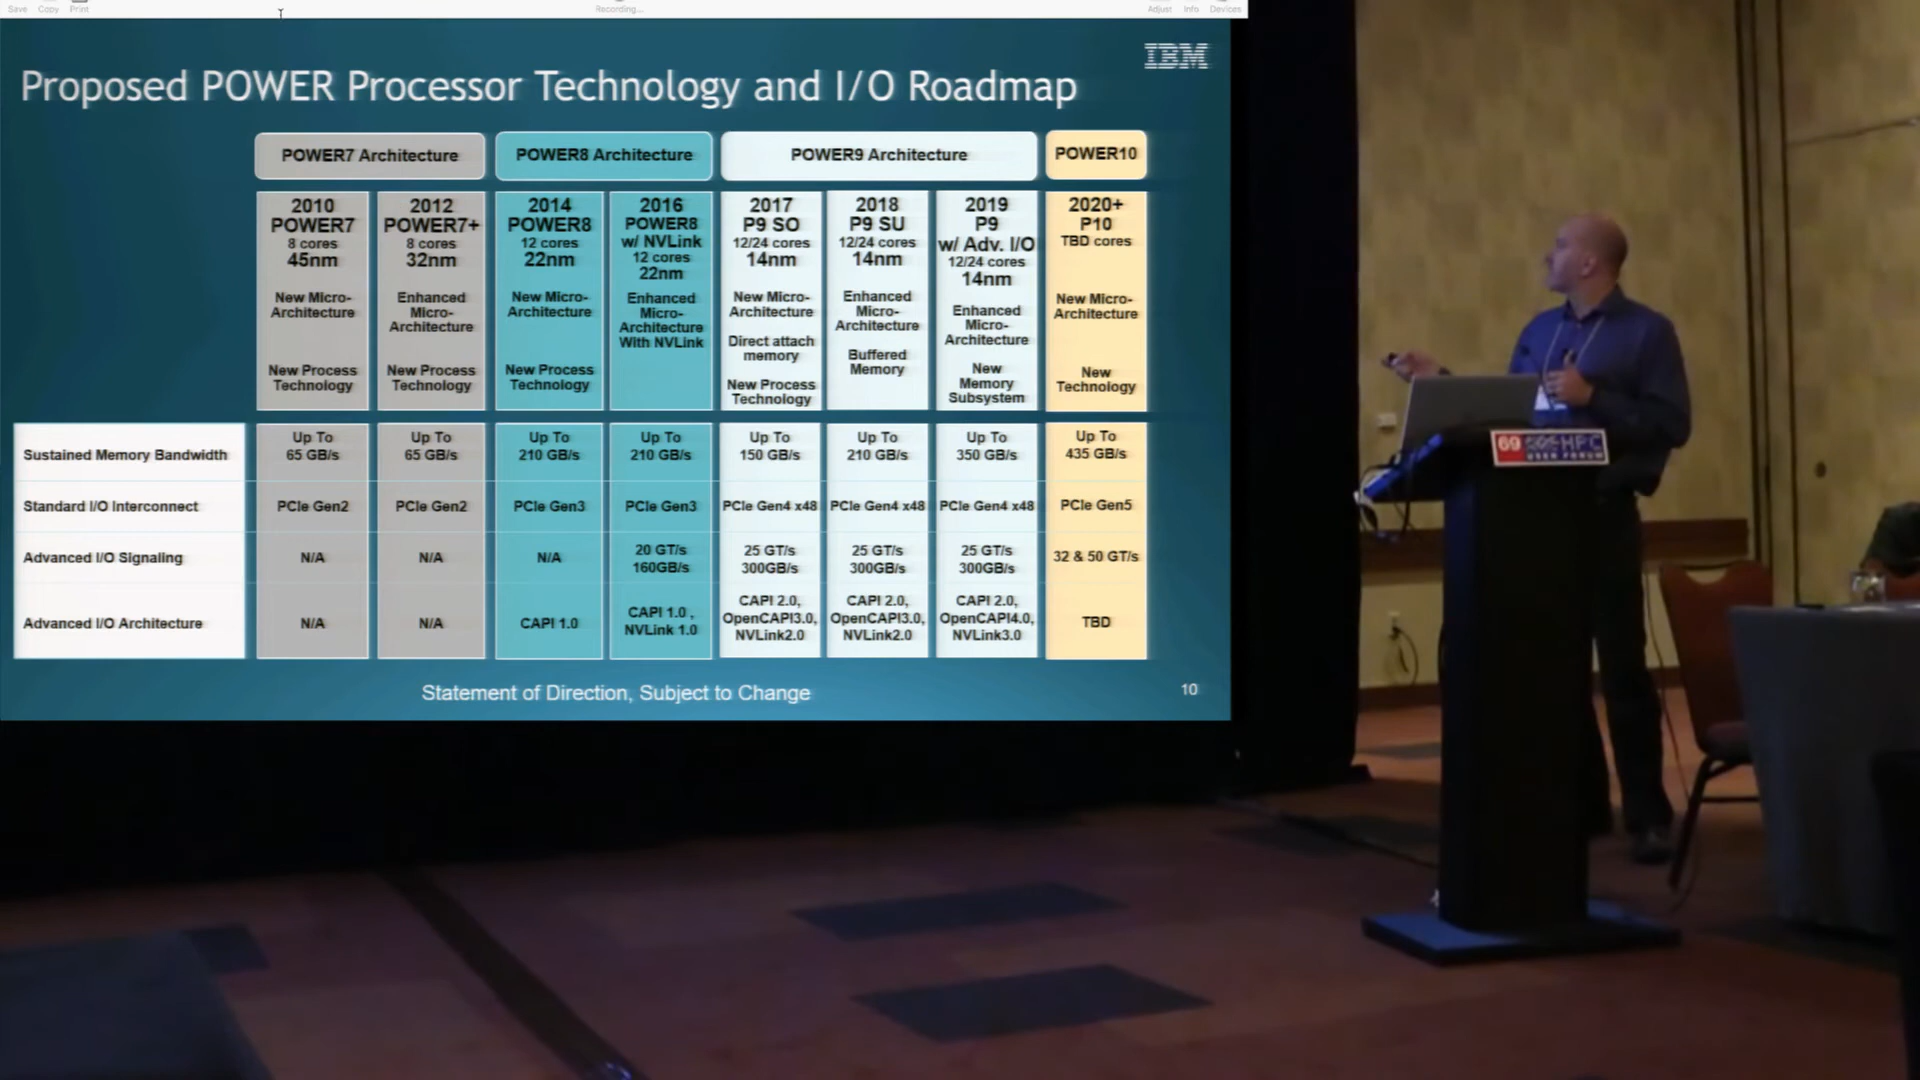 Save Copy Print
Recording...
Adjust Info Devices
IBM
Proposed POWER Processor Technology and I/O Roadmap
POWER7 Architecture
POWER8 Architecture
POWER9 Architecture
POWER10
2010
POWER7
8 cores
45nm
New Micro-
Architecture
New Process
Technology
2012
POWER7+
8 cores
32nm
Enhanced
Micro-
Architecture
New Process
Technology
2014
POWER8
12 cores
22nm
New Micro-
Architecture
New Process
Technology
2016
POWER8
w/ NVLink
12 cores
22nm
Enhanced
Micro-
Architecture
With NVLink
2017
P9 SO
12/24 cores
14nm
New Micro-
Architecture
Direct attach
memory
New Process
Technology
2018
P9 SU
12/24 cores
14nm
Enhanced
Micro-
Architecture
Buffered
Memory
2019
P9
w/ Adv. I/O
12/24 cores
14nm
Enhanced
Micro-
Architecture
New
Memory
Subsystem
2020+
P10
TBD cores
New Micro-
Architecture
New
Technology
Sustained Memory Bandwidth
Up To
65 GB/s
Up To
65 GB/s
Up To
210 GB/s
Up To
210 GB/s
Up To
150 GB/s
Up To
210 GB/s
Up To
350 GB/s
Up To
435 GB/s
Standard I/O Interconnect
PCIe Gen2
PCIe Gen2
PCIe Gen3
PCIe Gen3
PCIe Gen4 x48
PCIe Gen4 x48
PCIe Gen4 x48
PCIe Gen5
Advanced I/O Signaling
N/A
N/A
N/A
20 GT/s
160GB/s
25 GT/s
300GB/s
25 GT/s
300GB/s
25 GT/s
300GB/s
32 & 50 GT/s
Advanced I/O Architecture
N/A
N/A
CAPI 1.0
CAPI 1.0 ,
NVLink 1.0
CAPI 2.0,
OpenCAPI3.0,
NVLink2.0
CAPI 2.0,
OpenCAPI3.0,
NVLink2.0
CAPI 2.0,
OpenCAPI4.0,
NVLink3.0
TBD
Statement of Direction, Subject to Change
10
69 HPC
USER FORUM